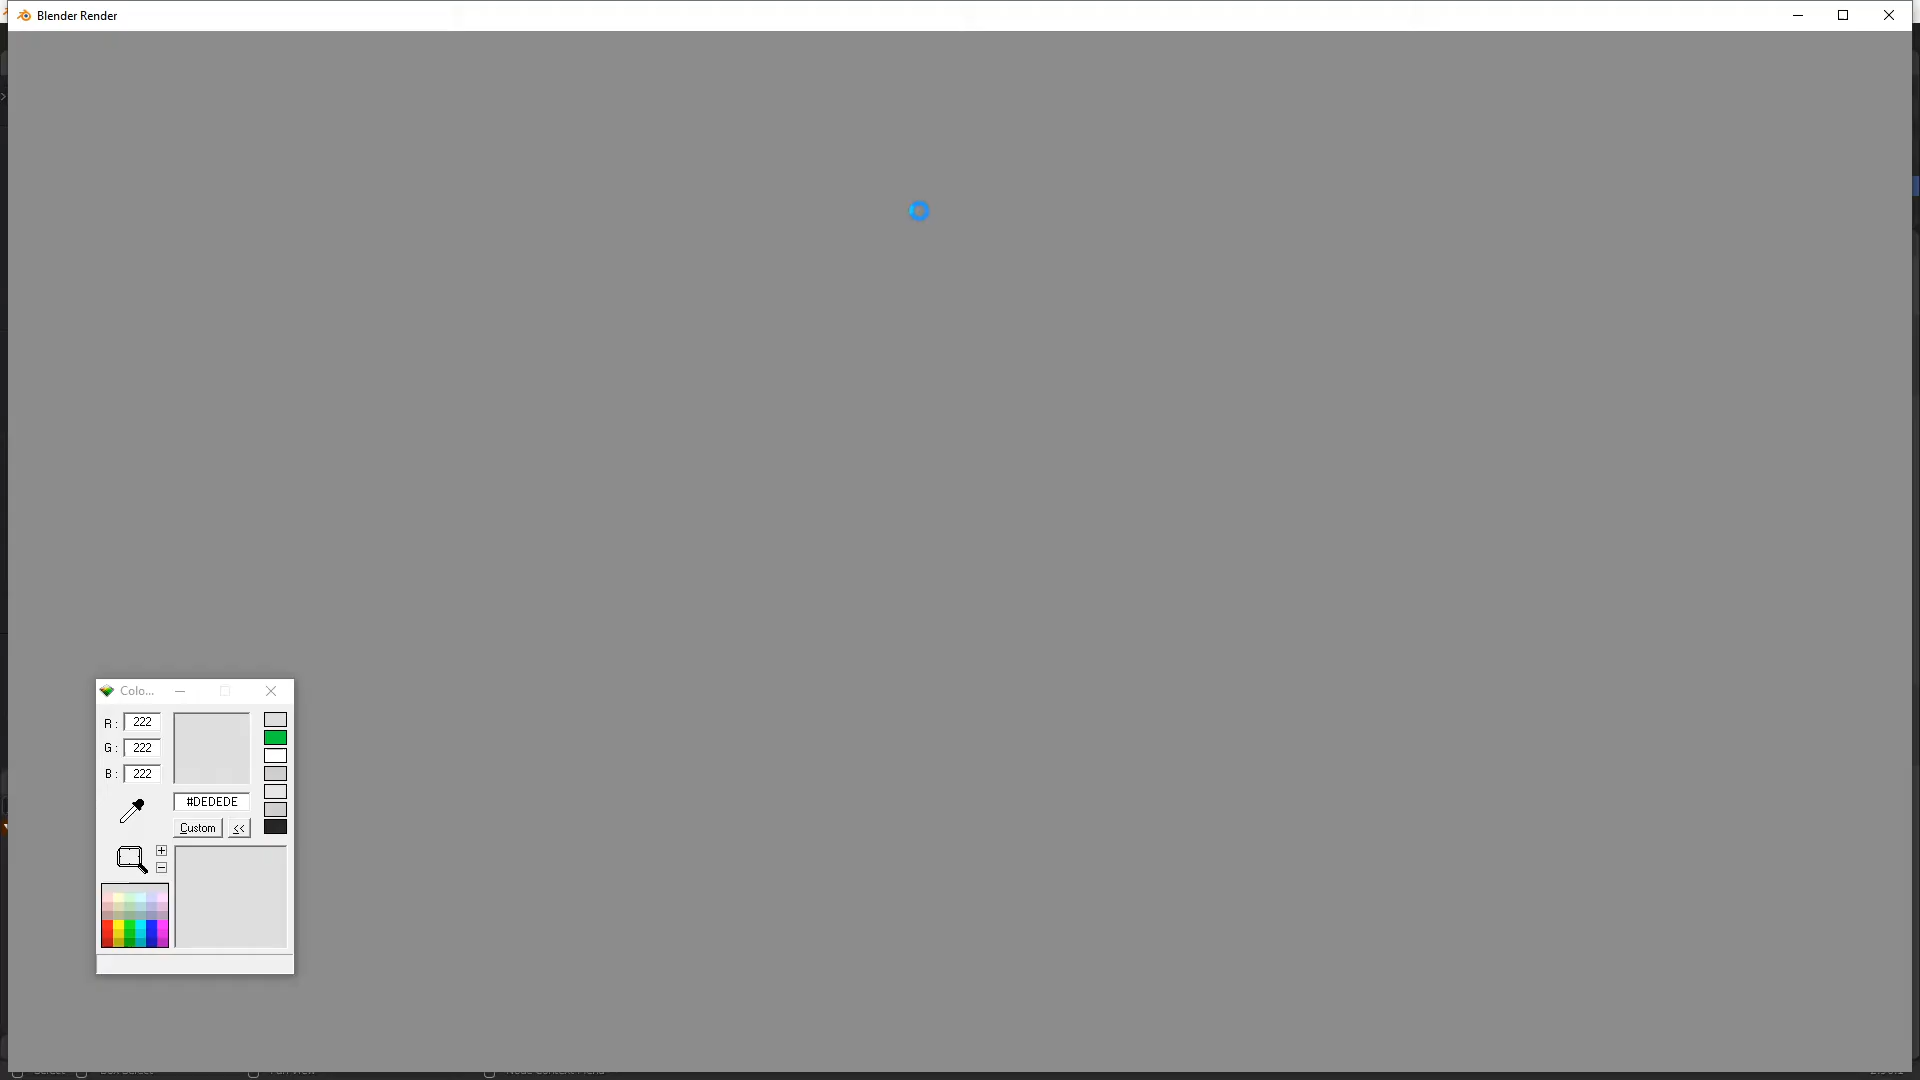 Blender Render
Colo...
R : 222
G : 222
B : 222
#DEDEDE
Custom <<